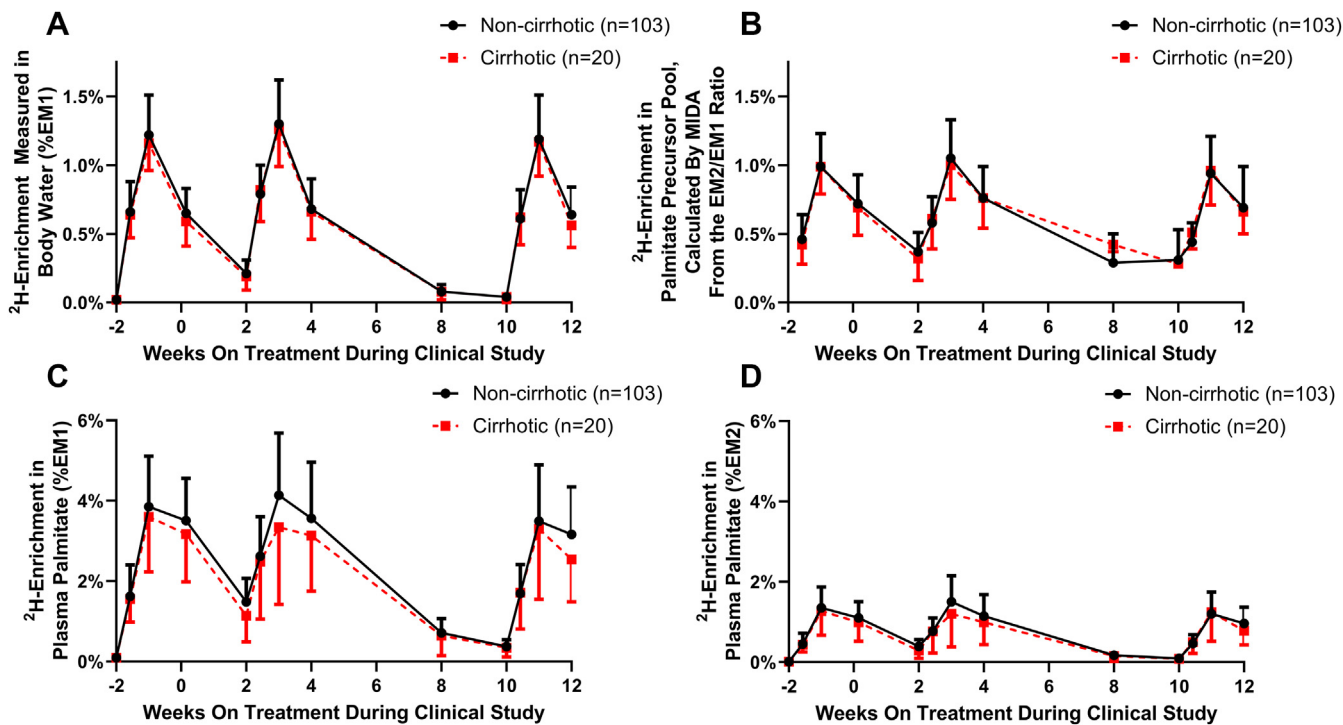 A
Non-cirrhotic (n=103)
Cirrhotic (n=20)
²H-Enrichment Measured in
Body Water (%EM1)
1.5%
1.0%
0.5%
0.0%
-2 0 2 4 6 8 10 12
Weeks On Treatment During Clinical Study
B
Non-cirrhotic (n=103)
Cirrhotic (n=20)
²H-Enrichment in
Palmitate Precursor Pool,
Calculated By MIDA
From the EM2/EM1 Ratio
1.5%
1.0%
0.5%
0.0%
-2 0 2 4 6 8 10 12
Weeks On Treatment During Clinical Study
C
Non-cirrhotic (n=103)
Cirrhotic (n=20)
²H-Enrichment in
Plasma Palmitate (%EM1)
6%
4%
2%
0%
-2 0 2 4 6 8 10 12
Weeks On Treatment During Clinical Study
D
Non-cirrhotic (n=103)
Cirrhotic (n=20)
²H-Enrichment in
Plasma Palmitate (%EM2)
6%
4%
2%
0%
-2 0 2 4 6 8 10 12
Weeks On Treatment During Clinical Study